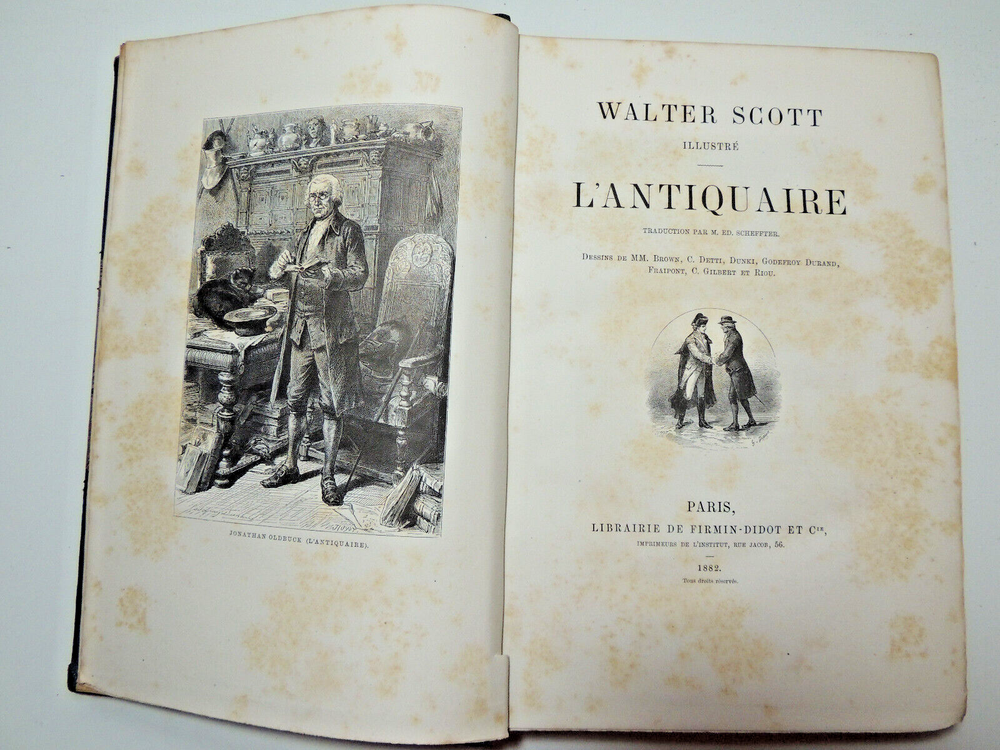 JONATHAN OLDBUCK (L'ANTIQUAIRE).
WALTER SCOTT
ILLUSTRÉ
L'ANTIQUAIRE
TRADUCTION PAR M. ED. SCHEFFTER.
DESSINS DE MM. BROWN, C. DETTI, DUNKI, GODEFROY DURAND,
FRAIPONT, C. GILBERT ET RIOU.
PARIS,
LIBRAIRIE DE FIRMIN-DIDOT ET Cie,
IMPRIMEURS DE L'INSTITUT, RUE JACOB, 56.
1882.
Tous droits réservés.